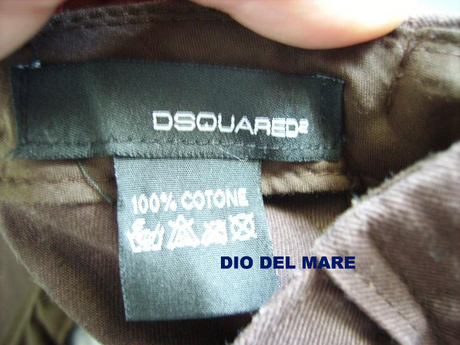 DSQUARED²
100% COTONE
DIO DEL MARE